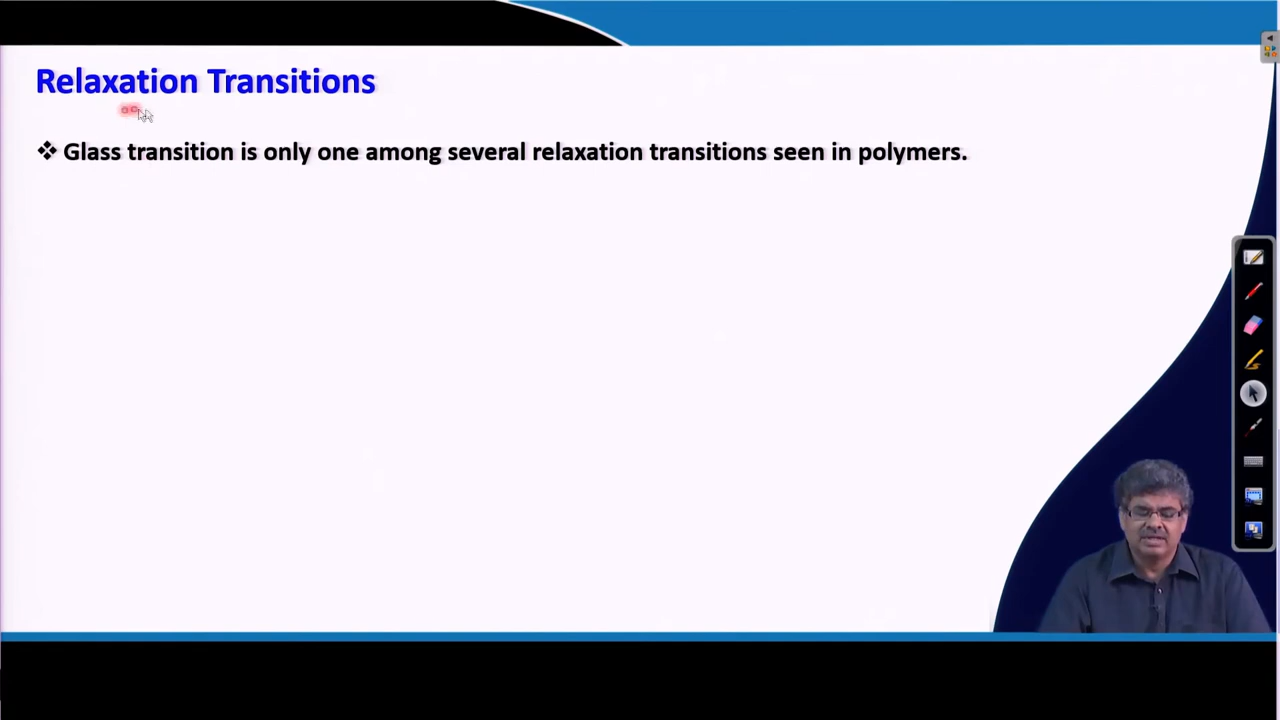 Relaxation Transitions
❖ Glass transition is only one among several relaxation transitions seen in polymers.